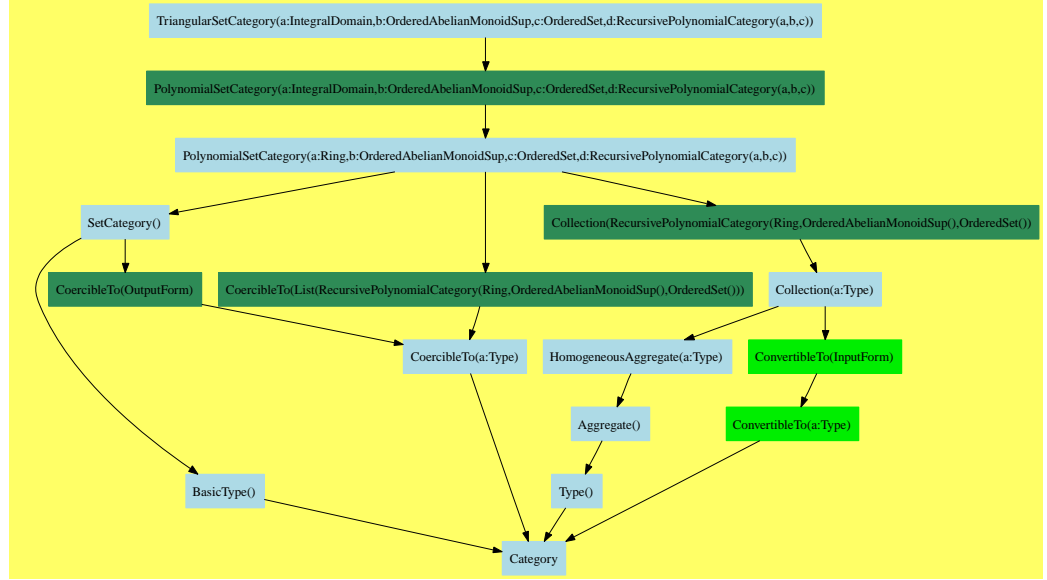 TriangularSetCategory(a:IntegralDomain,b:OrderedAbelianMonoidSup,c:OrderedSet,d:RecursivePolynomialCategory(a,b,c))
PolynomialSetCategory(a:IntegralDomain,b:OrderedAbelianMonoidSup,c:OrderedSet,d:RecursivePolynomialCategory(a,b,c))
PolynomialSetCategory(a:Ring,b:OrderedAbelianMonoidSup,c:OrderedSet,d:RecursivePolynomialCategory(a,b,c))
SetCategory()
Collection(RecursivePolynomialCategory(Ring,OrderedAbelianMonoidSup(),OrderedSet())
CoercibleTo(OutputForm)
CoercibleTo(List(RecursivePolynomialCategory(Ring,OrderedAbelianMonoidSup(),OrderedSet()))
Collection(a:Type)
CoercibleTo(a:Type)
HomogeneousAggregate(a:Type)
ConvertibleTo(InputForm)
Aggregate()
ConvertibleTo(a:Type)
BasicType()
Type()
Category